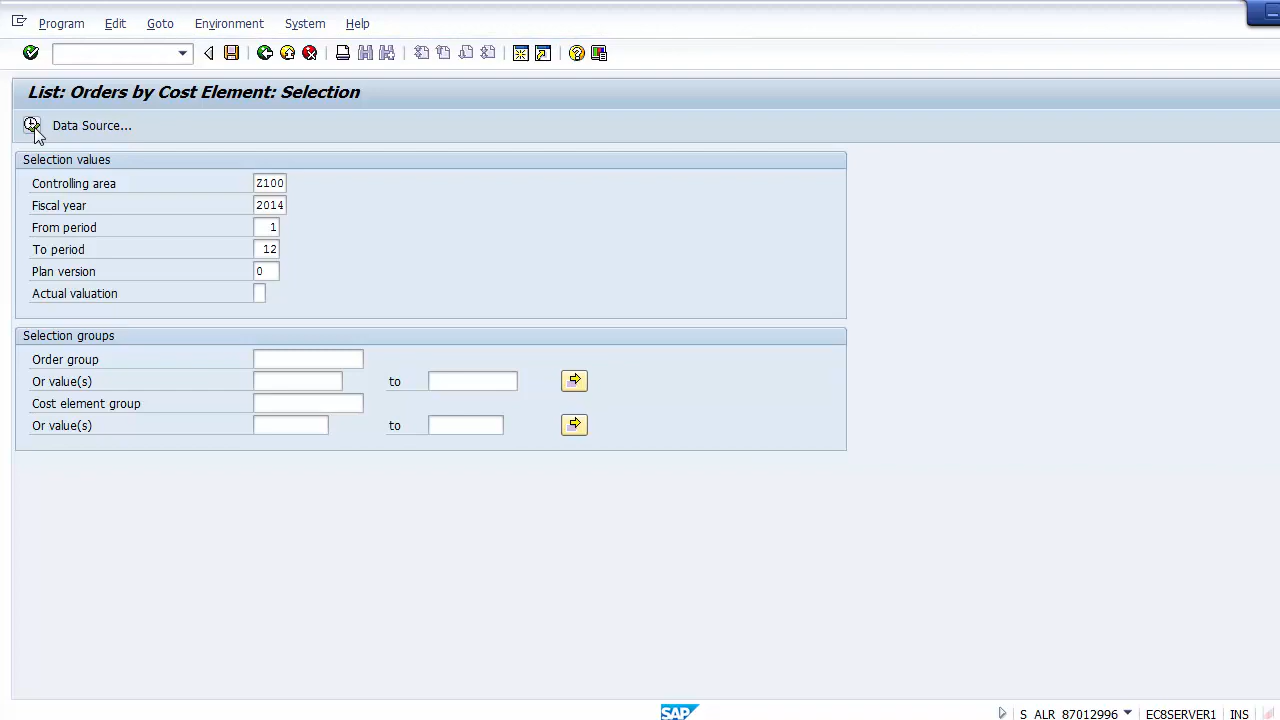 Program Edit Goto Environment System Help
List: Orders by Cost Element: Selection
Data Source...
Selection values
Controlling area Z100
Fiscal year 2014
From period 1
To period 12
Plan version 0
Actual valuation
Selection groups
Order group
Or value(s) to
Cost element group
Or value(s) to
SAP S_ALR_87012996 EC8SERVER1 INS